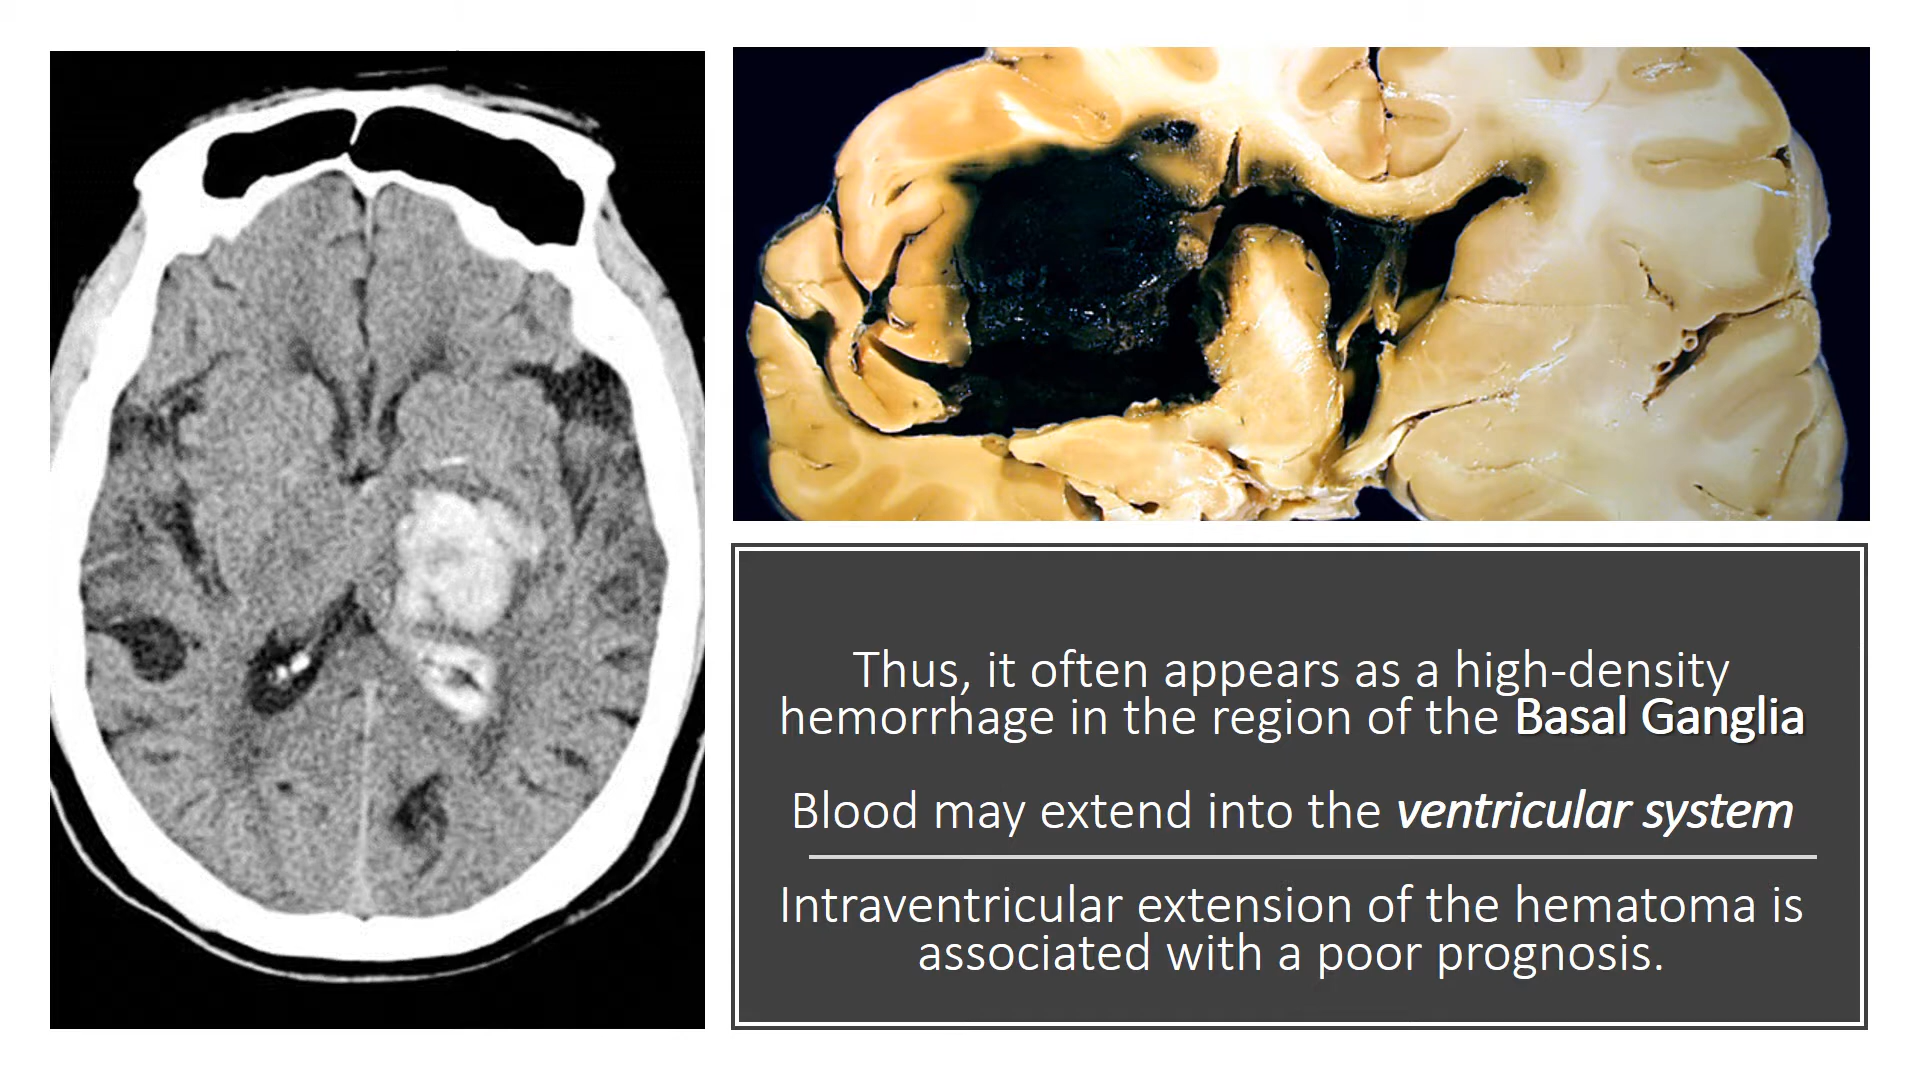 Thus, it often appears as a high-density
hemorrhage in the region of the Basal Ganglia
Blood may extend into the ventricular system
Intraventricular extension of the hematoma is
associated with a poor prognosis.